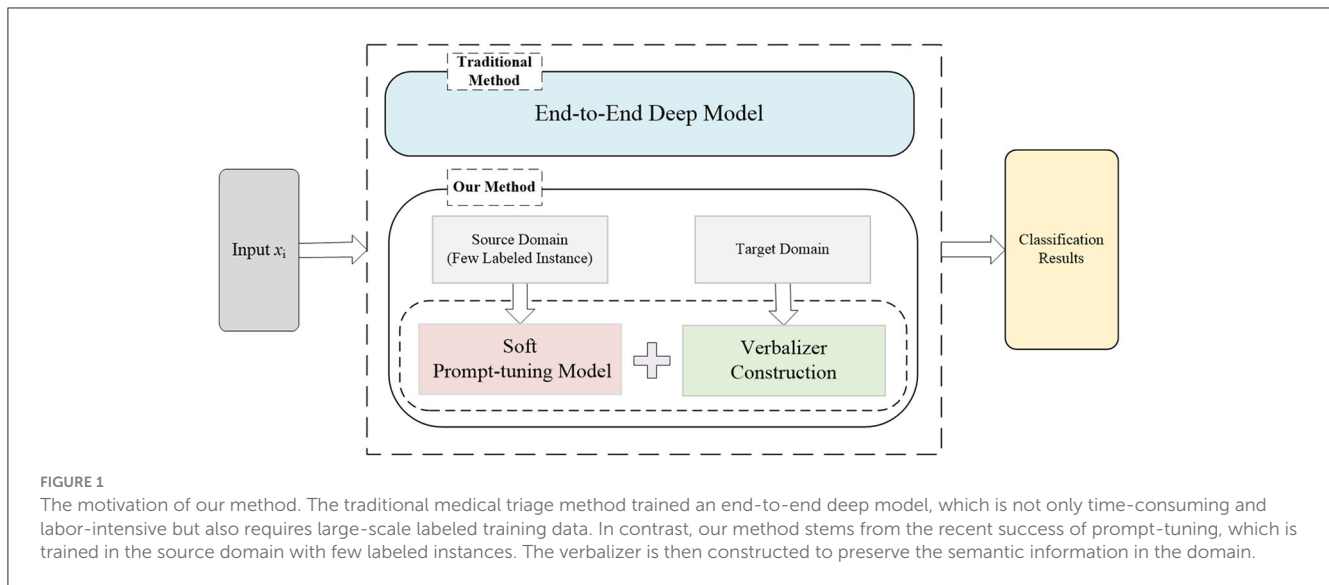 Traditional
Method
End-to-End Deep Model
Our Method
Input xi
Source Domain
(Few Labeled Instance)
Target Domain
Soft
Prompt-tuning Model
Verbalizer
Construction
Classification
Results
FIGURE 1
The motivation of our method. The traditional medical triage method trained an end-to-end deep model, which is not only time-consuming and
labor-intensive but also requires large-scale labeled training data. In contrast, our method stems from the recent success of prompt-tuning, which is
trained in the source domain with few labeled instances. The verbalizer is then constructed to preserve the semantic information in the domain.